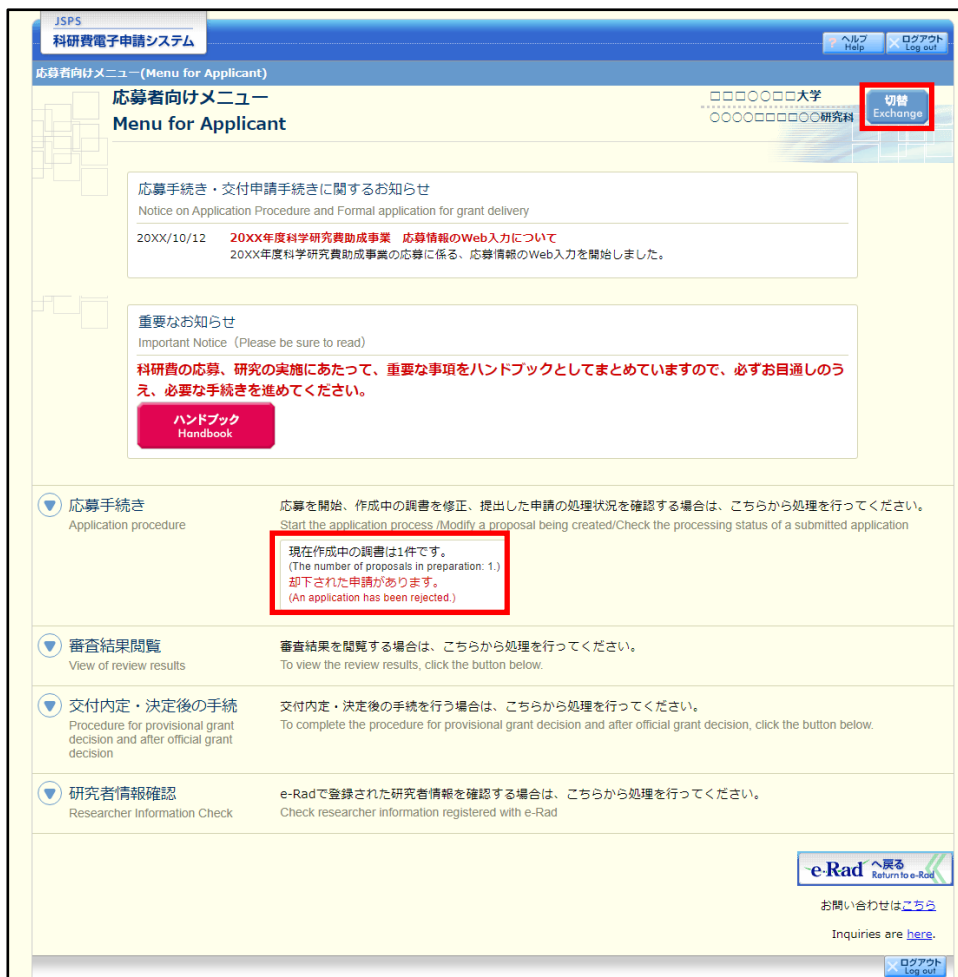 JSPS
科研費電子申請システム
ヘルプ
Help
ログアウト
Log out
応募者向けメニュー(Menu for Applicant)
応募者向けメニュー
Menu for Applicant
□□□○○□□大学
○○○○□□□□○○研究科
切替
Exchange
応募手続き・交付申請手続きに関するお知らせ
Notice on Application Procedure and Formal application for grant delivery
20XX/10/12 20XX年度科学研究費助成事業 応募情報のWeb入力について
20XX年度科学研究費助成事業の応募に係る、応募情報のWeb入力を開始しました。
重要なお知らせ
Important Notice（Please be sure to read）
科研費の応募、研究の実施にあたって、重要な事項をハンドブックとしてまとめていますので、必ずお目通しのう
え、必要な手続きを進めてください。
ハンドブック
Handbook
応募手続き
Application procedure
応募を開始、作成中の調書を修正、提出した申請の処理状況を確認する場合は、こちらから処理を行ってください。
Start the application process /Modify a proposal being created/Check the processing status of a submitted application
現在作成中の調書は1件です。
(The number of proposals in preparation: 1.)
却下された申請があります。
(An application has been rejected.)
審査結果閲覧
View of review results
審査結果を閲覧する場合は、こちらから処理を行ってください。
To view the review results, click the button below.
交付内定・決定後の手続
Procedure for provisional grant
decision and after official grant
decision
交付内定・決定後の手続を行う場合は、こちらから処理を行ってください。
To complete the procedure for provisional grant decision and after official grant decision, click the button below.
研究者情報確認
Researcher Information Check
e-Radで登録された研究者情報を確認する場合は、こちらから処理を行ってください。
Check researcher information registered with e-Rad
e-Rad へ戻る
Return to e-Rad
お問い合わせはこちら
Inquiries are here.
ログアウト
Log out